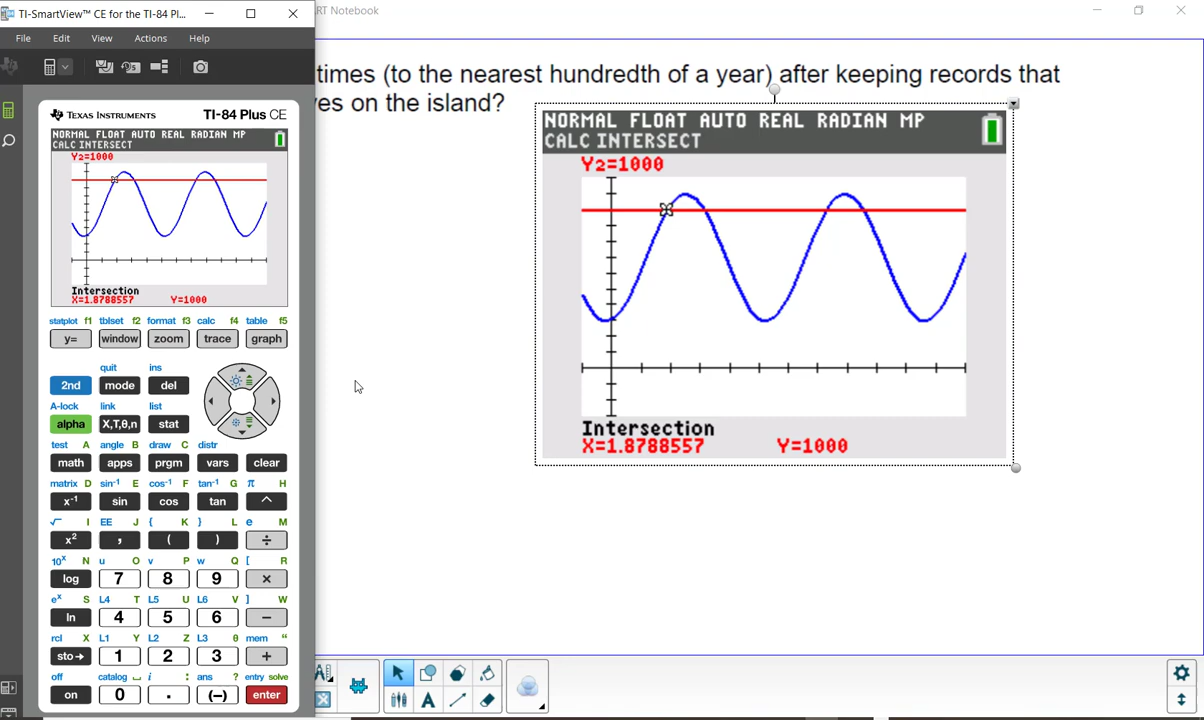 TI-SmartView™ CE for the TI-84 Pl...
RT Notebook
File Edit View Actions Help
times (to the nearest hundredth of a year) after keeping records that
es on the island?
TEXAS INSTRUMENTS TI-84 Plus CE
NORMAL FLOAT AUTO REAL RADIAN MP
CALC INTERSECT
Y2=1000
Intersection
X=1.8788557 Y=1000
NORMAL FLOAT AUTO REAL RADIAN MP
CALC INTERSECT
Y2=1000
Intersection
X=1.8788557 Y=1000
statplot f1 tblset f2 format f3 calc f4 table f5
y= window zoom trace graph
quit ins
2nd mode del
A-lock link list
alpha X,T,θ,n stat
test A angle B draw C distr
math apps prgm vars clear
matrix D sin⁻¹ E cos⁻¹ F tan⁻¹ G π H
x⁻¹ sin cos tan ^
√ I EE J { K } L e M
x² , ( ) ÷
10ˣ N u O v P w Q [ R
log 7 8 9 ×
eˣ S L4 T L5 U L6 V ] W
ln 4 5 6 −
rcl X L1 Y L2 Z L3 θ mem "
sto→ 1 2 3 +
off catalog ␣ i : ans ? entry solve
on 0 . (−) enter
A
A